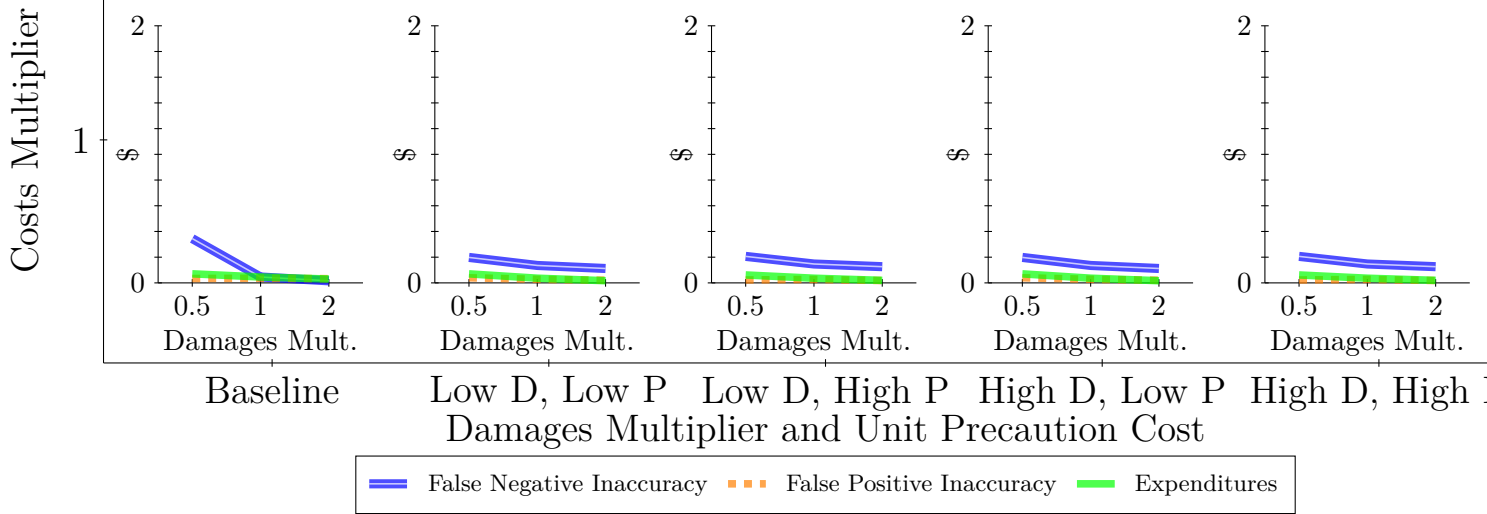 Costs Multiplier
1
2
0
$
0.5 1 2
Damages Mult.
2
0
$
0.5 1 2
Damages Mult.
2
0
$
0.5 1 2
Damages Mult.
2
0
$
0.5 1 2
Damages Mult.
2
0
$
0.5 1 2
Damages Mult.
Baseline
Low D, Low P
Low D, High P
High D, Low P
High D, High
Damages Multiplier and Unit Precaution Cost
False Negative Inaccuracy False Positive Inaccuracy Expenditures